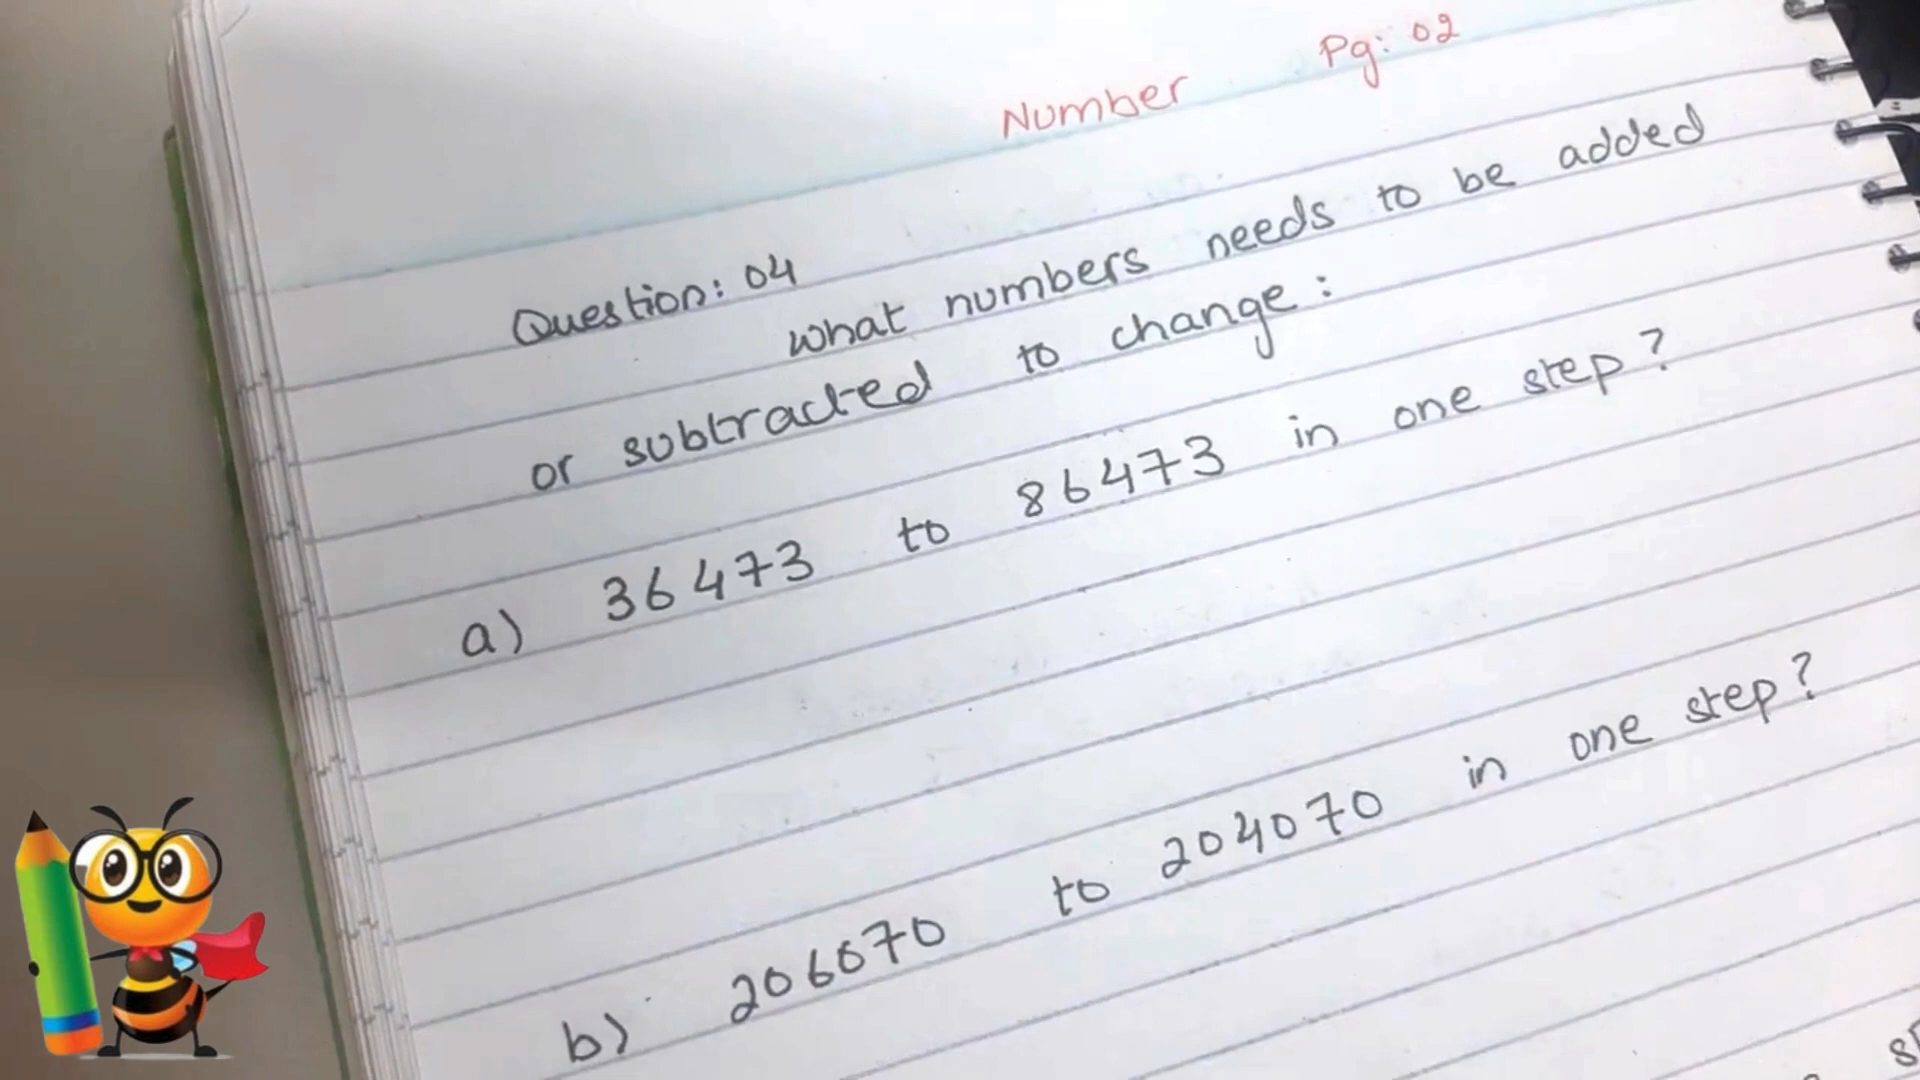 Number Pg: 02
Question: 04
What numbers needs to be added
or subtracted to change:
a) 36473 to 86473 in one step?
b) 206070 to 204070 in one step?